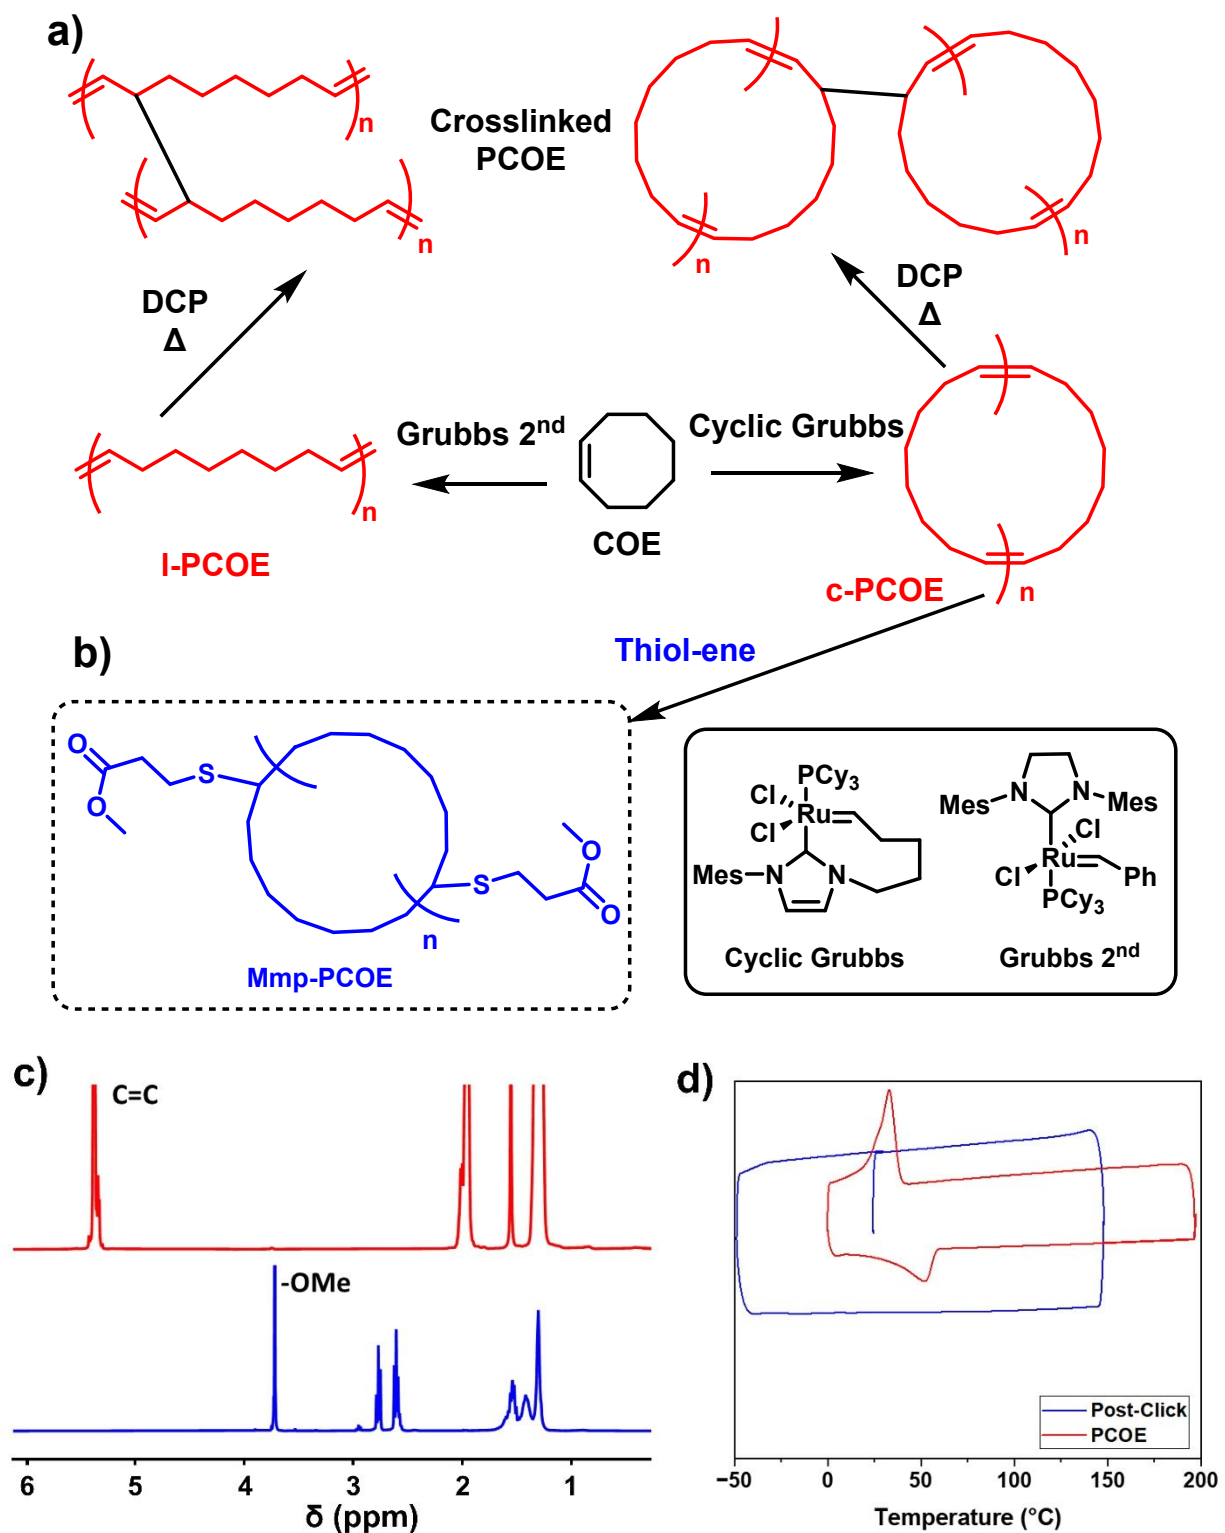 a)
n
n
Crosslinked
PCOE
n
n
DCP
Δ
DCP
Δ
Grubbs 2nd
Cyclic Grubbs
n
COE
l-PCOE
c-PCOE
n
b)
Thiol-ene
O
O
S
S
O
O
n
Mmp-PCOE
PCy3
Cl
Cl
Ru
Mes
N
N
Cyclic Grubbs
Mes
N
N
Mes
Cl
Cl
Ru
Ph
PCy3
Grubbs 2nd
c)
C=C
-OMe
6 5 4 3 2 1
δ (ppm)
d)
Post-Click
PCOE
−50 0 50 100 150 200
Temperature (°C)